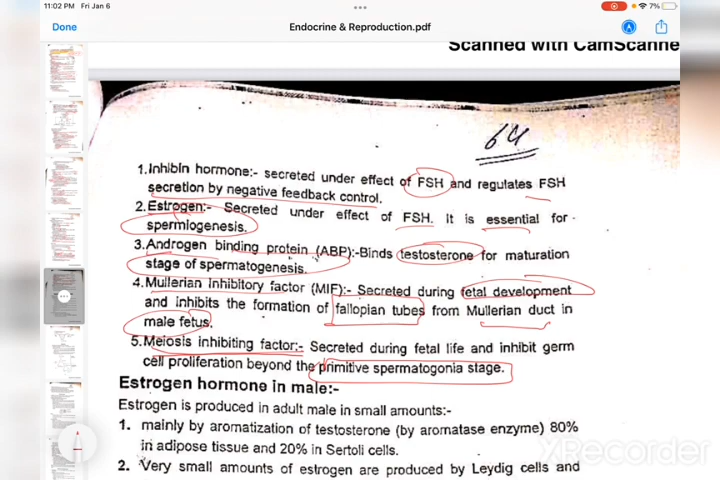 11:02 PM Fri Jan 6
7%
Done
Endocrine & Reproduction.pdf
Scanned with CamScanne
64
1.Inhibin hormone:- secreted under effect of FSH and regulates FSH
secretion by negative feedback control.
2. Estrogen:- Secreted under effect of FSH. It is essential for
spermiogenesis.
3. Androgen binding protein (ABP):-Binds testosterone for maturation
stage of spermatogenesis.
4. Mullerian Inhibitory factor (MIF):- Secreted during fetal development
and inhibits the formation of fallopian tubes from Mullerian duct in
male fetus.
5. Meiosis inhibiting factor:- Secreted during fetal life and inhibit germ
cell proliferation beyond the primitive spermatogonia stage.
Estrogen hormone in male:-
Estrogen is produced in adult male in small amounts:-
1. mainly by aromatization of testosterone (by aromatase enzyme) 80%
in adipose tissue and 20% in Sertoli cells.
2. Very small amounts of estrogen are produced by Leydig cells and
XRecorder